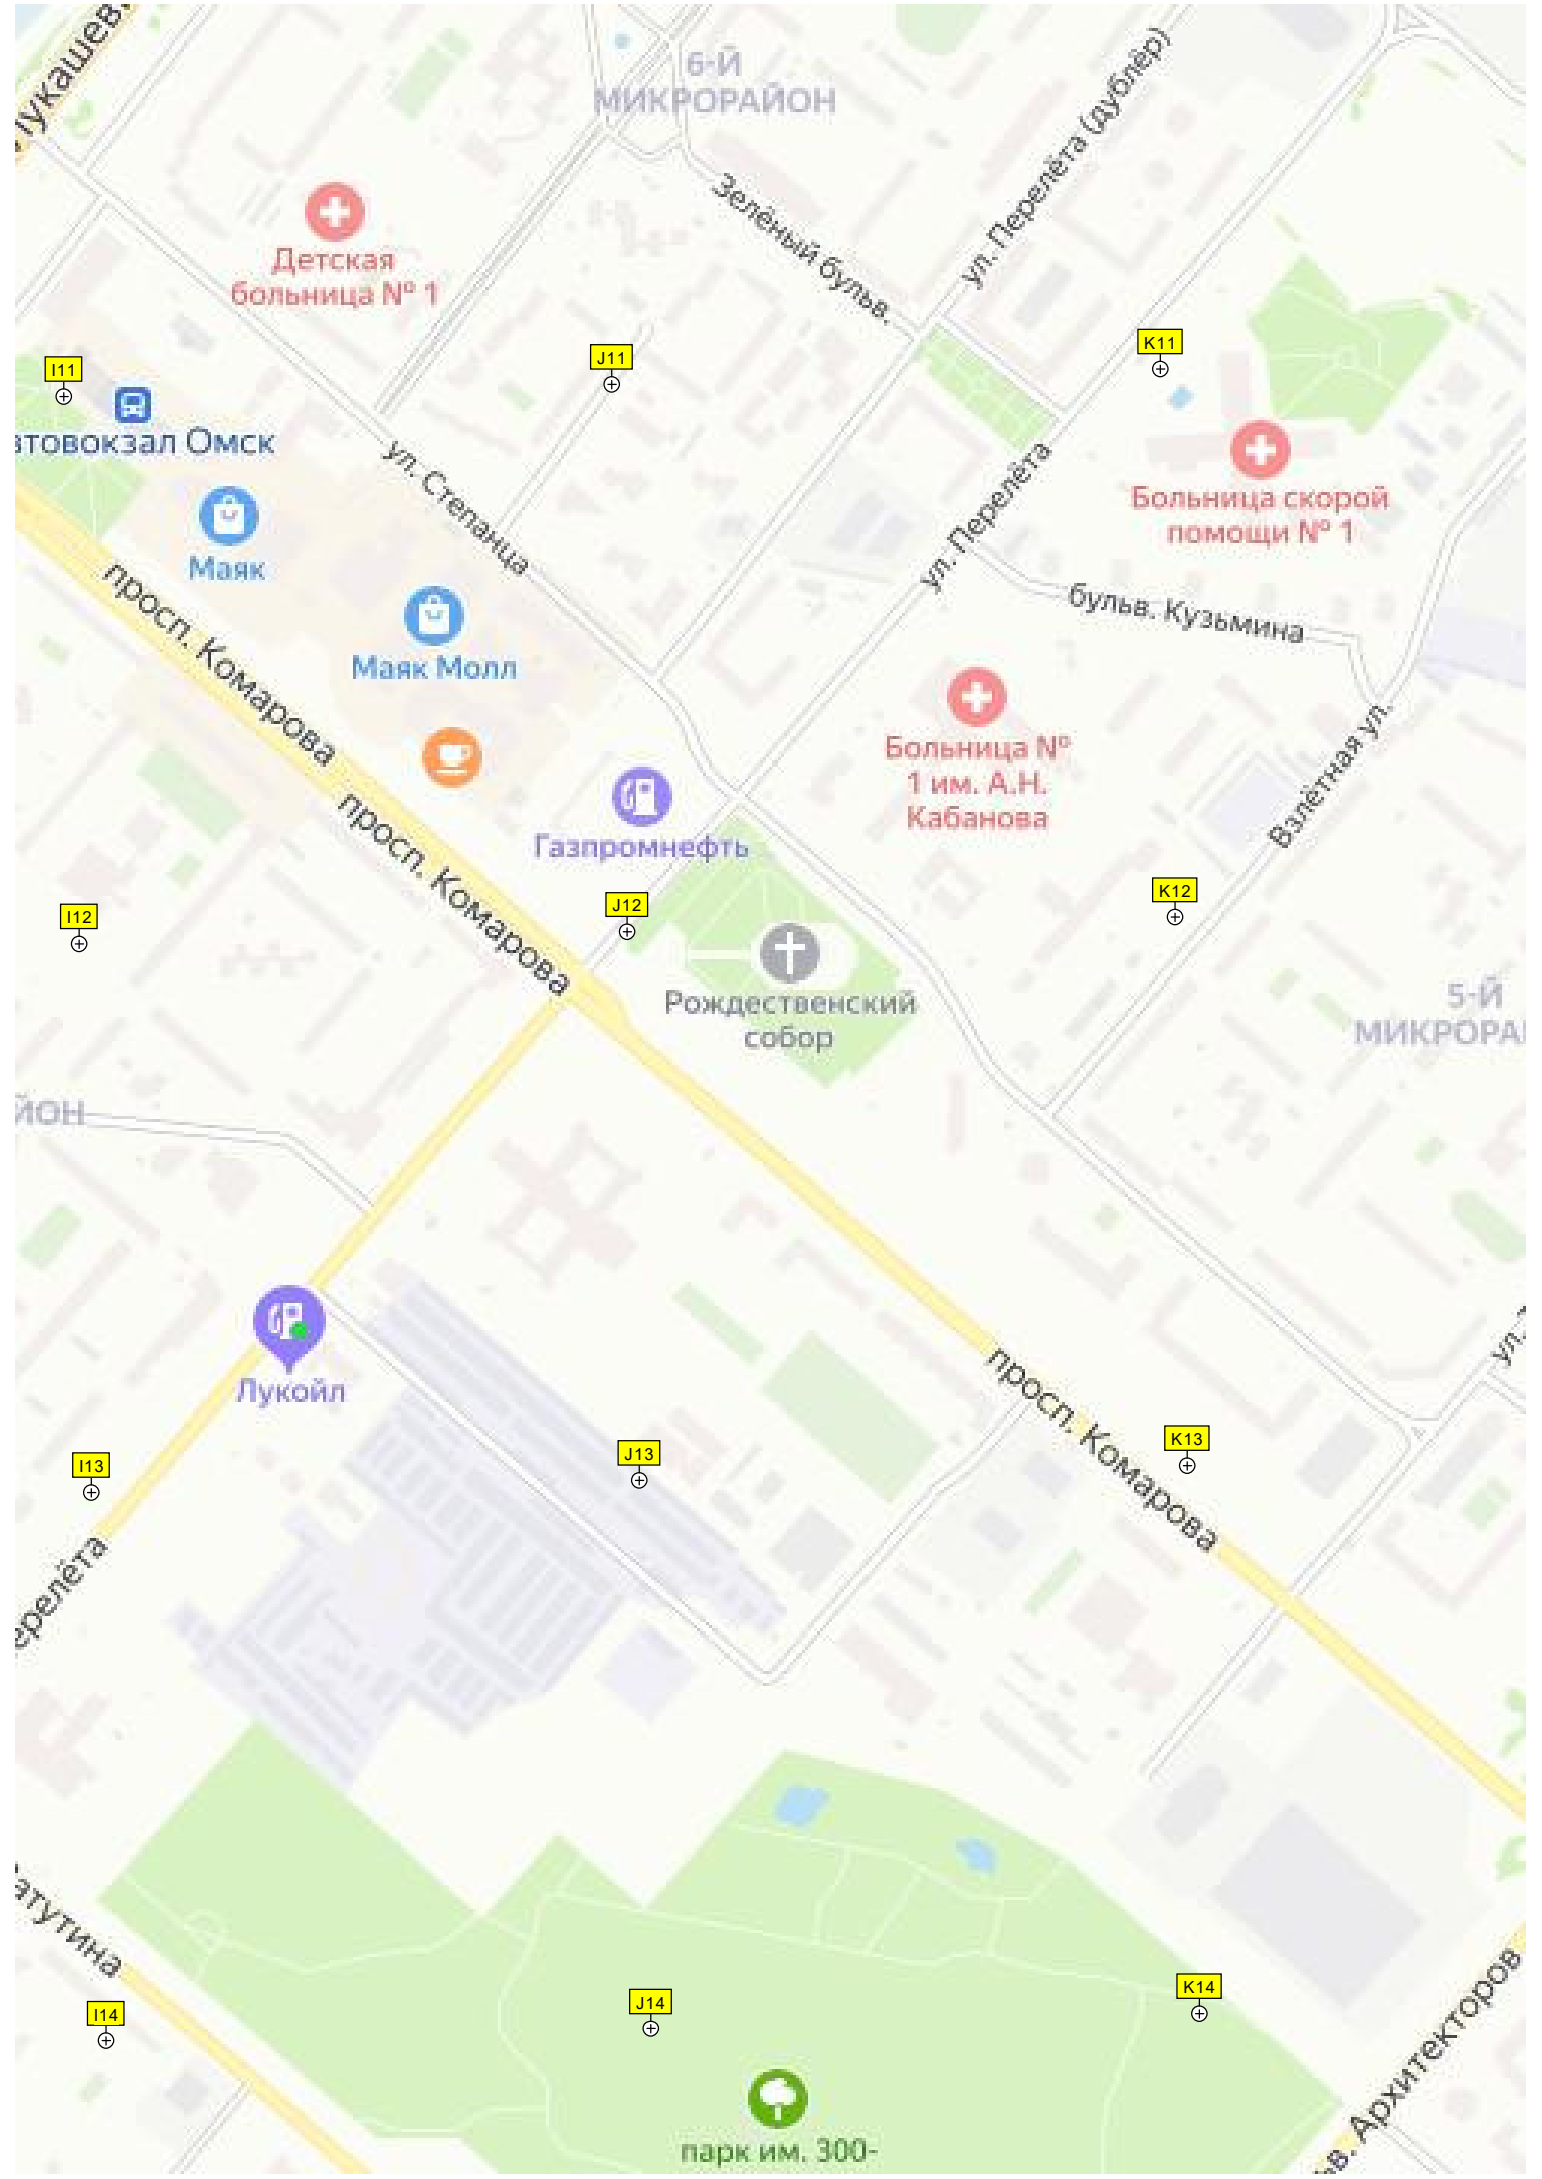 6-Й
МИКРОРАЙОН
ул. Перелёта (дублёр)
Зелёный бульв.
Детская
больница № 1
K11
J11
I11
втовокзал Омск
ул. Степанца
ул. Перелёта
Больница скорой
помощи № 1
Маяк
бульв. Кузьмина
просп. Комарова
Маяк Молл
Больница №
1 им. А.Н.
Кабанова
Взлётная ул.
Газпромнефть
просп. Комарова
K12
J12
I12
Рождественский
собор
5-Й
МИКРОРА
ЙОН
ул.
Лукойл
просп. Комарова
K13
J13
I13
ерелёта
атутина
K14
J14
I14
в. Архитекторов
парк им. 300-